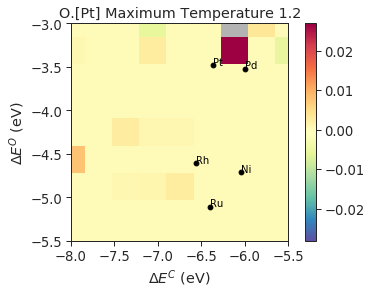 O.[Pt] Maximum Temperature 1.2
−3.0
−3.5
−4.0
−4.5
−5.0
−5.5
ΔE^O (eV)
Pt
Pd
Rh
Ni
Ru
−8.0 −7.5 −7.0 −6.5 −6.0 −5.5
ΔE^C (eV)
0.02
0.01
0.00
−0.01
−0.02